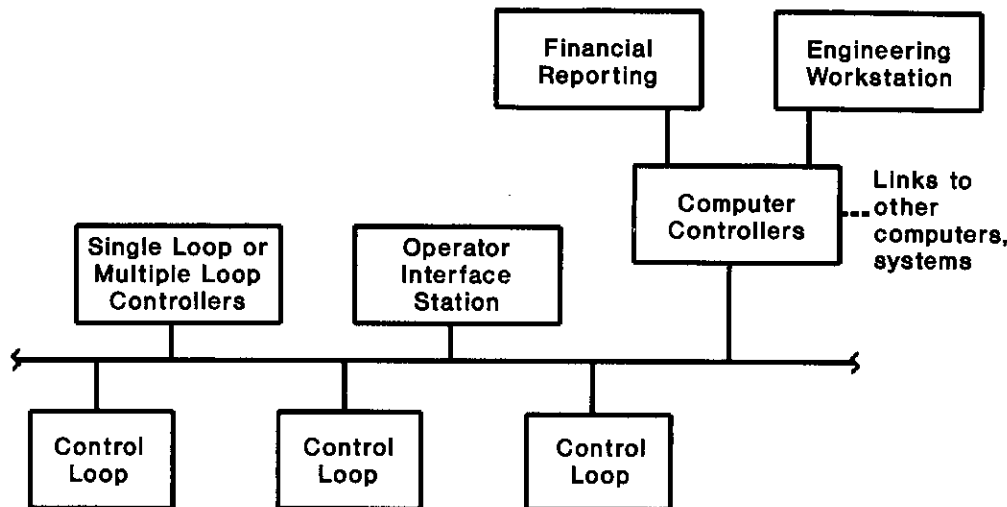 Financial
Reporting
Engineering
Workstation
Computer
Controllers
Links to
other
computers,
systems
Single Loop or
Multiple Loop
Controllers
Operator
Interface
Station
Control
Loop
Control
Loop
Control
Loop